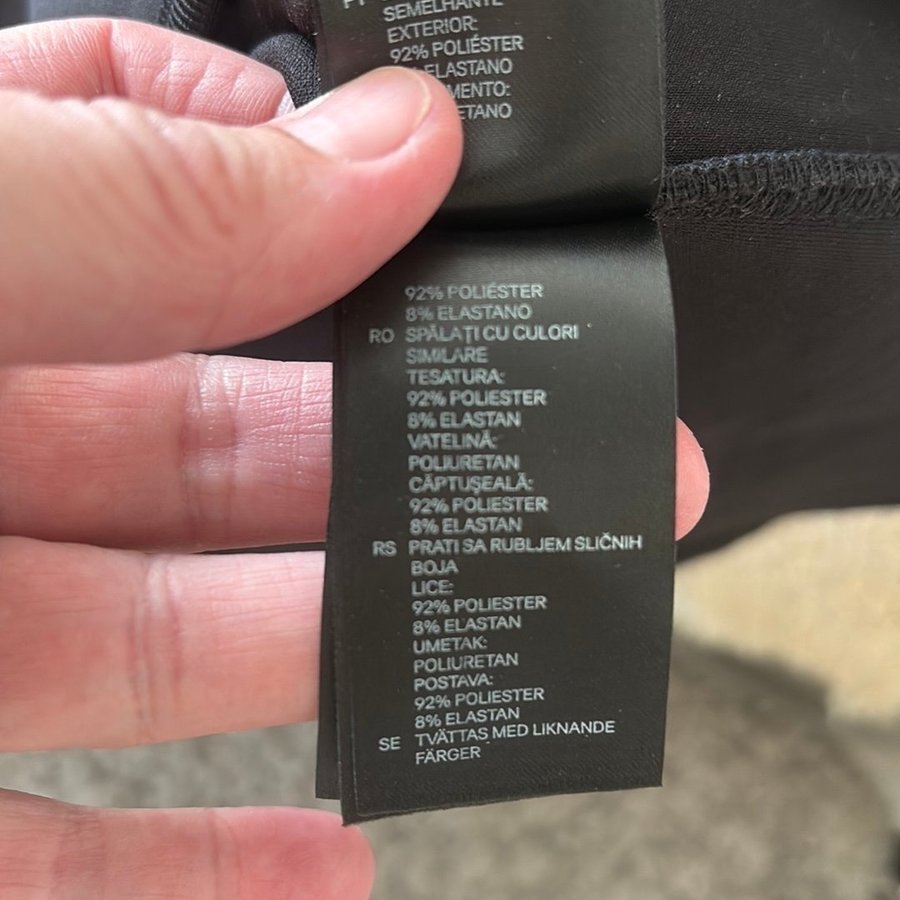 SEMELHANTE
EXTERIOR:
92% POLIÉSTER
ELASTANO
92% POLIÉSTER
8% ELASTANO
RO SPĂLAȚI CU CULORI
SIMILARE
TESATURA:
92% POLIESTER
8% ELASTAN
VATELINĂ:
POLIURETAN
CĂPTUȘEALĂ:
92% POLIESTER
8% ELASTAN
RS PRATI SA RUBLJEM SLIČNIH
BOJA
LICE:
92% POLIESTER
8% ELASTAN
UMETAK:
POLIURETAN
POSTAVA:
92% POLIESTER
8% ELASTAN
SE TVÄTTAS MED LIKNANDE
FÄRGER